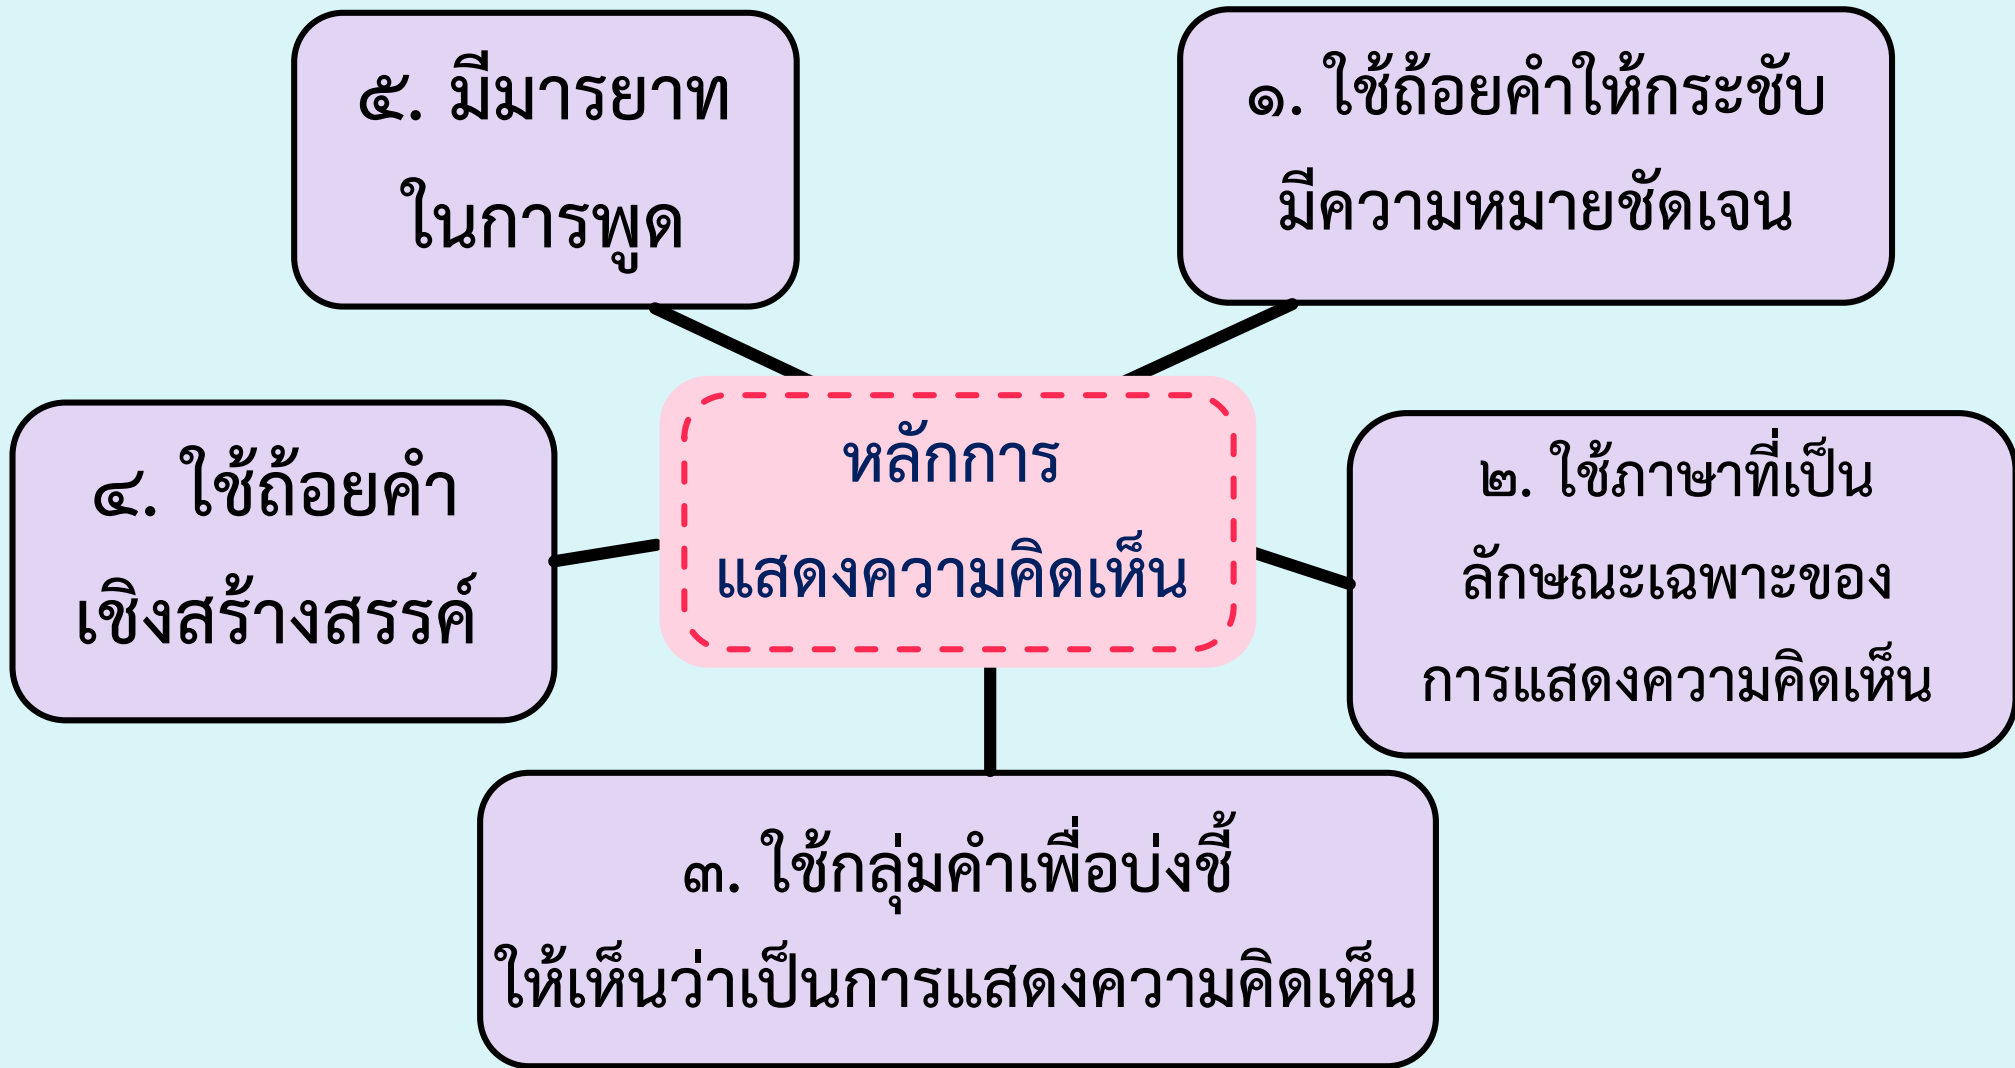 หลักการ
แสดงความคิดเห็น
๑. ใช้ถ้อยคำให้กระชับ
มีความหมายชัดเจน
๒. ใช้ภาษาที่เป็น
ลักษณะเฉพาะของ
การแสดงความคิดเห็น
๓. ใช้กลุ่มคำเพื่อบ่งชี้
ให้เห็นว่าเป็นการแสดงความคิดเห็น
๔. ใช้ถ้อยคำ
เชิงสร้างสรรค์
๕. มีมารยาท
ในการพูด